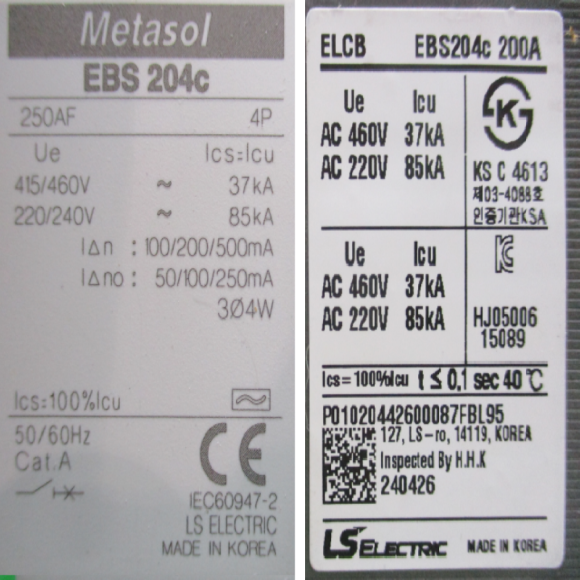 Metasol
EBS 204c
250AF 4P
Ue Ics=Icu
415/460V ~ 37kA
220/240V ~ 85kA
I∆n : 100/200/500mA
I∆no : 50/100/250mA
3Ø4W
Ics=100%Icu
50/60Hz
Cat.A
CE
IEC60947-2
LS ELECTRIC
MADE IN KOREA
ELCB EBS204c 200A
Ue Icu
AC 460V 37kA
AC 220V 85kA
KS C 4613
제03-4088호
인증기관KSA
Ue Icu
AC 460V 37kA
AC 220V 85kA
HJ05006
15089
Ics=100%Icu t ≤ 0,1 sec 40℃
P01020442600087FBL95
127, LS-ro, 14119, KOREA
Inspected By H.H.K
240426
LS ELECTRIC MADE IN KOREA